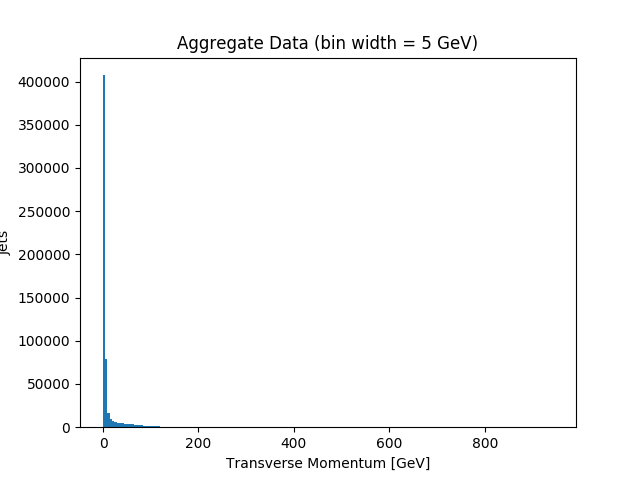 Aggregate Data (bin width = 5 GeV)
400000
350000
300000
250000
200000
150000
100000
50000
0
Jets
0 200 400 600 800
Transverse Momentum [GeV]